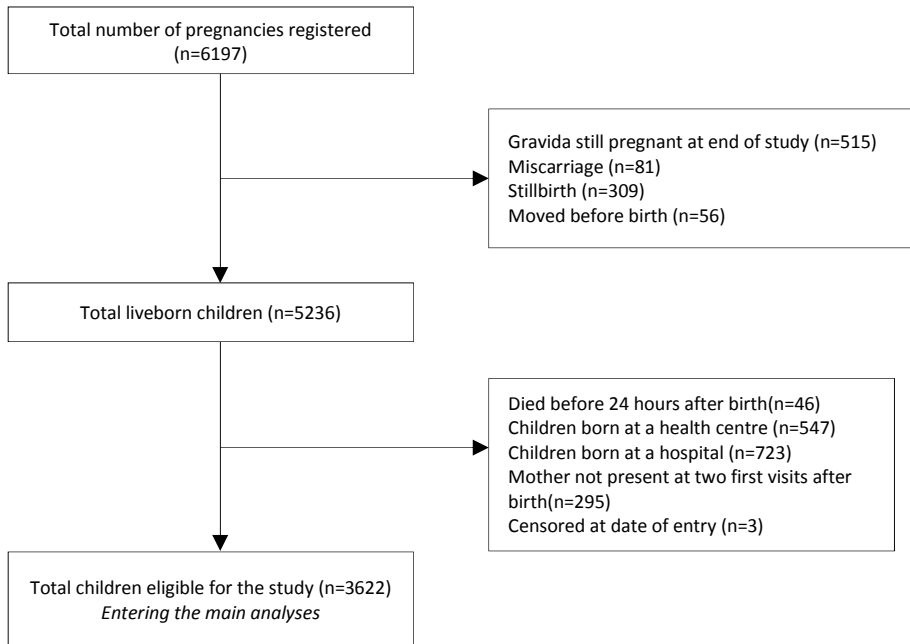 Total number of pregnancies registered
(n=6197)
Gravida still pregnant at end of study (n=515)
Miscarriage (n=81)
Stillbirth (n=309)
Moved before birth (n=56)
Total liveborn children (n=5236)
Died before 24 hours after birth(n=46)
Children born at a health centre (n=547)
Children born at a hospital (n=723)
Mother not present at two first visits after
birth(n=295)
Censored at date of entry (n=3)
Total children eligible for the study (n=3622)
Entering the main analyses